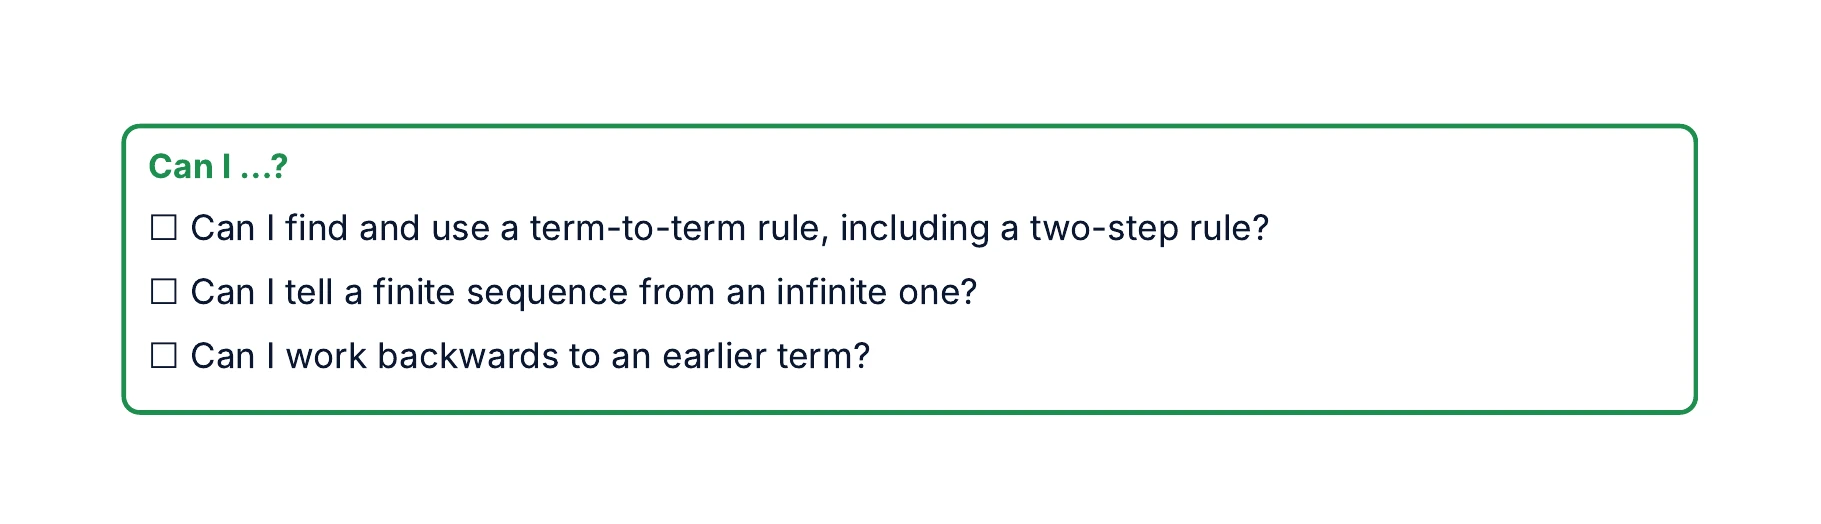 Can I ...?
☐ Can I find and use a term-to-term rule, including a two-step rule?
☐ Can I tell a finite sequence from an infinite one?
☐ Can I work backwards to an earlier term?